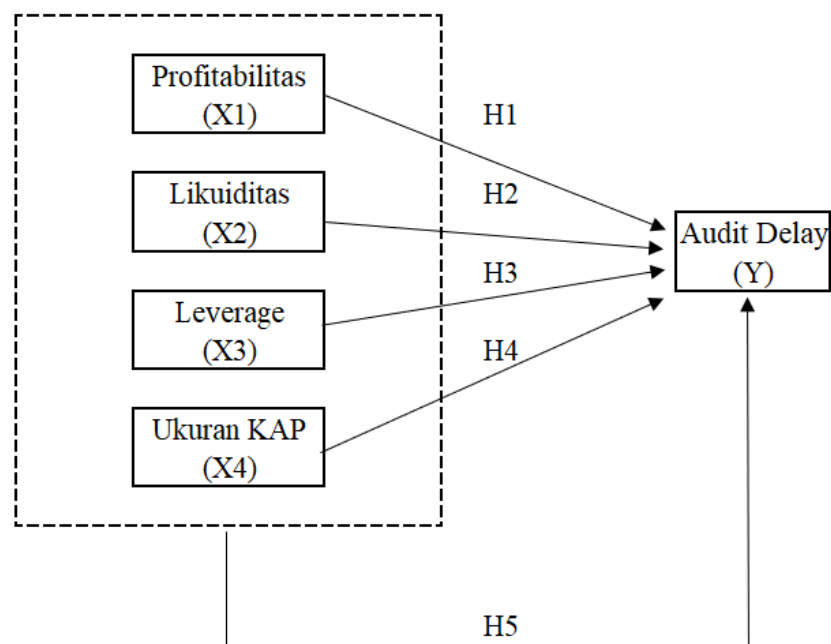 Profitabilitas
(X1)
H1
Likuiditas
(X2)
H2
Audit Delay
(Y)
Leverage
(X3)
H3
H4
Ukuran KAP
(X4)
H5